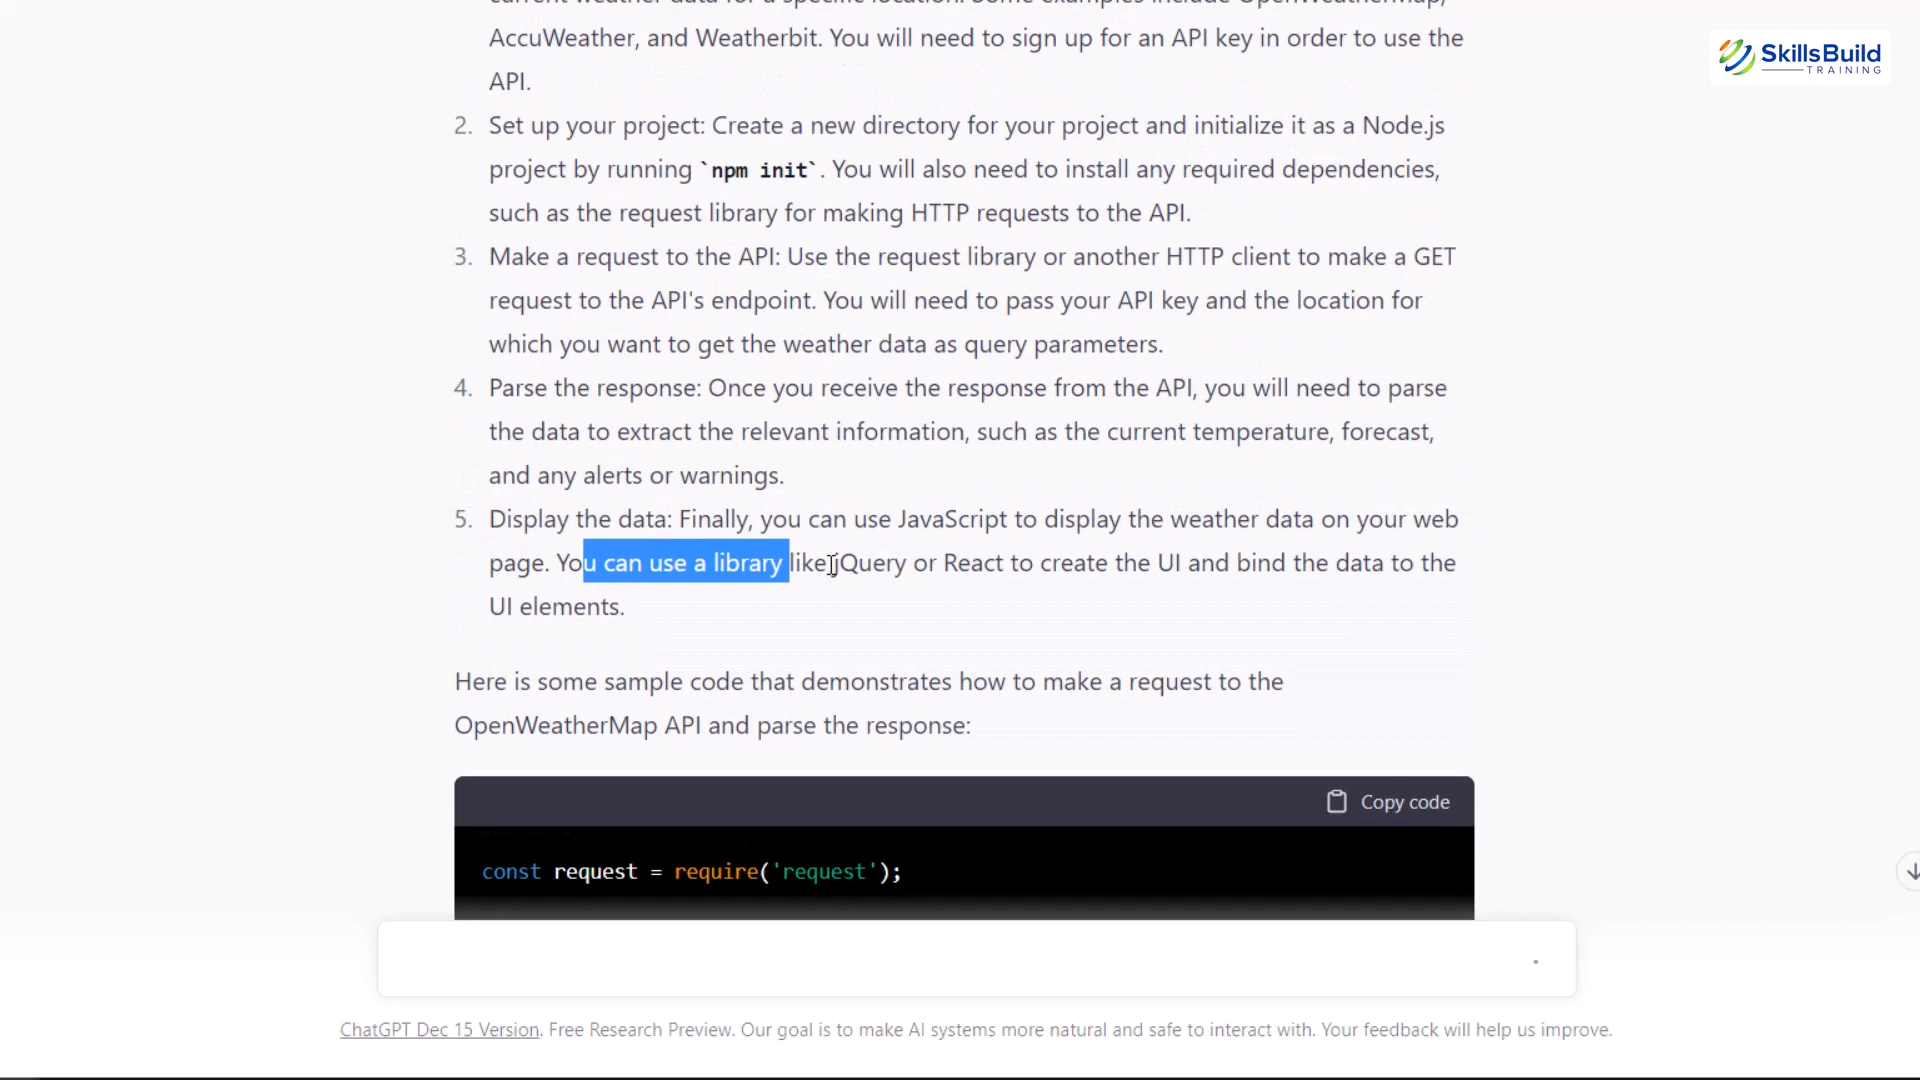 current weather data for a specific location. Some examples include OpenWeatherMap,
AccuWeather, and Weatherbit. You will need to sign up for an API key in order to use the
API.
SkillsBuild
TRAINING
2. Set up your project: Create a new directory for your project and initialize it as a Node.js
project by running `npm init`. You will also need to install any required dependencies,
such as the request library for making HTTP requests to the API.
3. Make a request to the API: Use the request library or another HTTP client to make a GET
request to the API's endpoint. You will need to pass your API key and the location for
which you want to get the weather data as query parameters.
4. Parse the response: Once you receive the response from the API, you will need to parse
the data to extract the relevant information, such as the current temperature, forecast,
and any alerts or warnings.
5. Display the data: Finally, you can use JavaScript to display the weather data on your web
page. You can use a library like jQuery or React to create the UI and bind the data to the
UI elements.
Here is some sample code that demonstrates how to make a request to the
OpenWeatherMap API and parse the response:
Copy code
const request = require('request');
ChatGPT Dec 15 Version. Free Research Preview. Our goal is to make AI systems more natural and safe to interact with. Your feedback will help us improve.